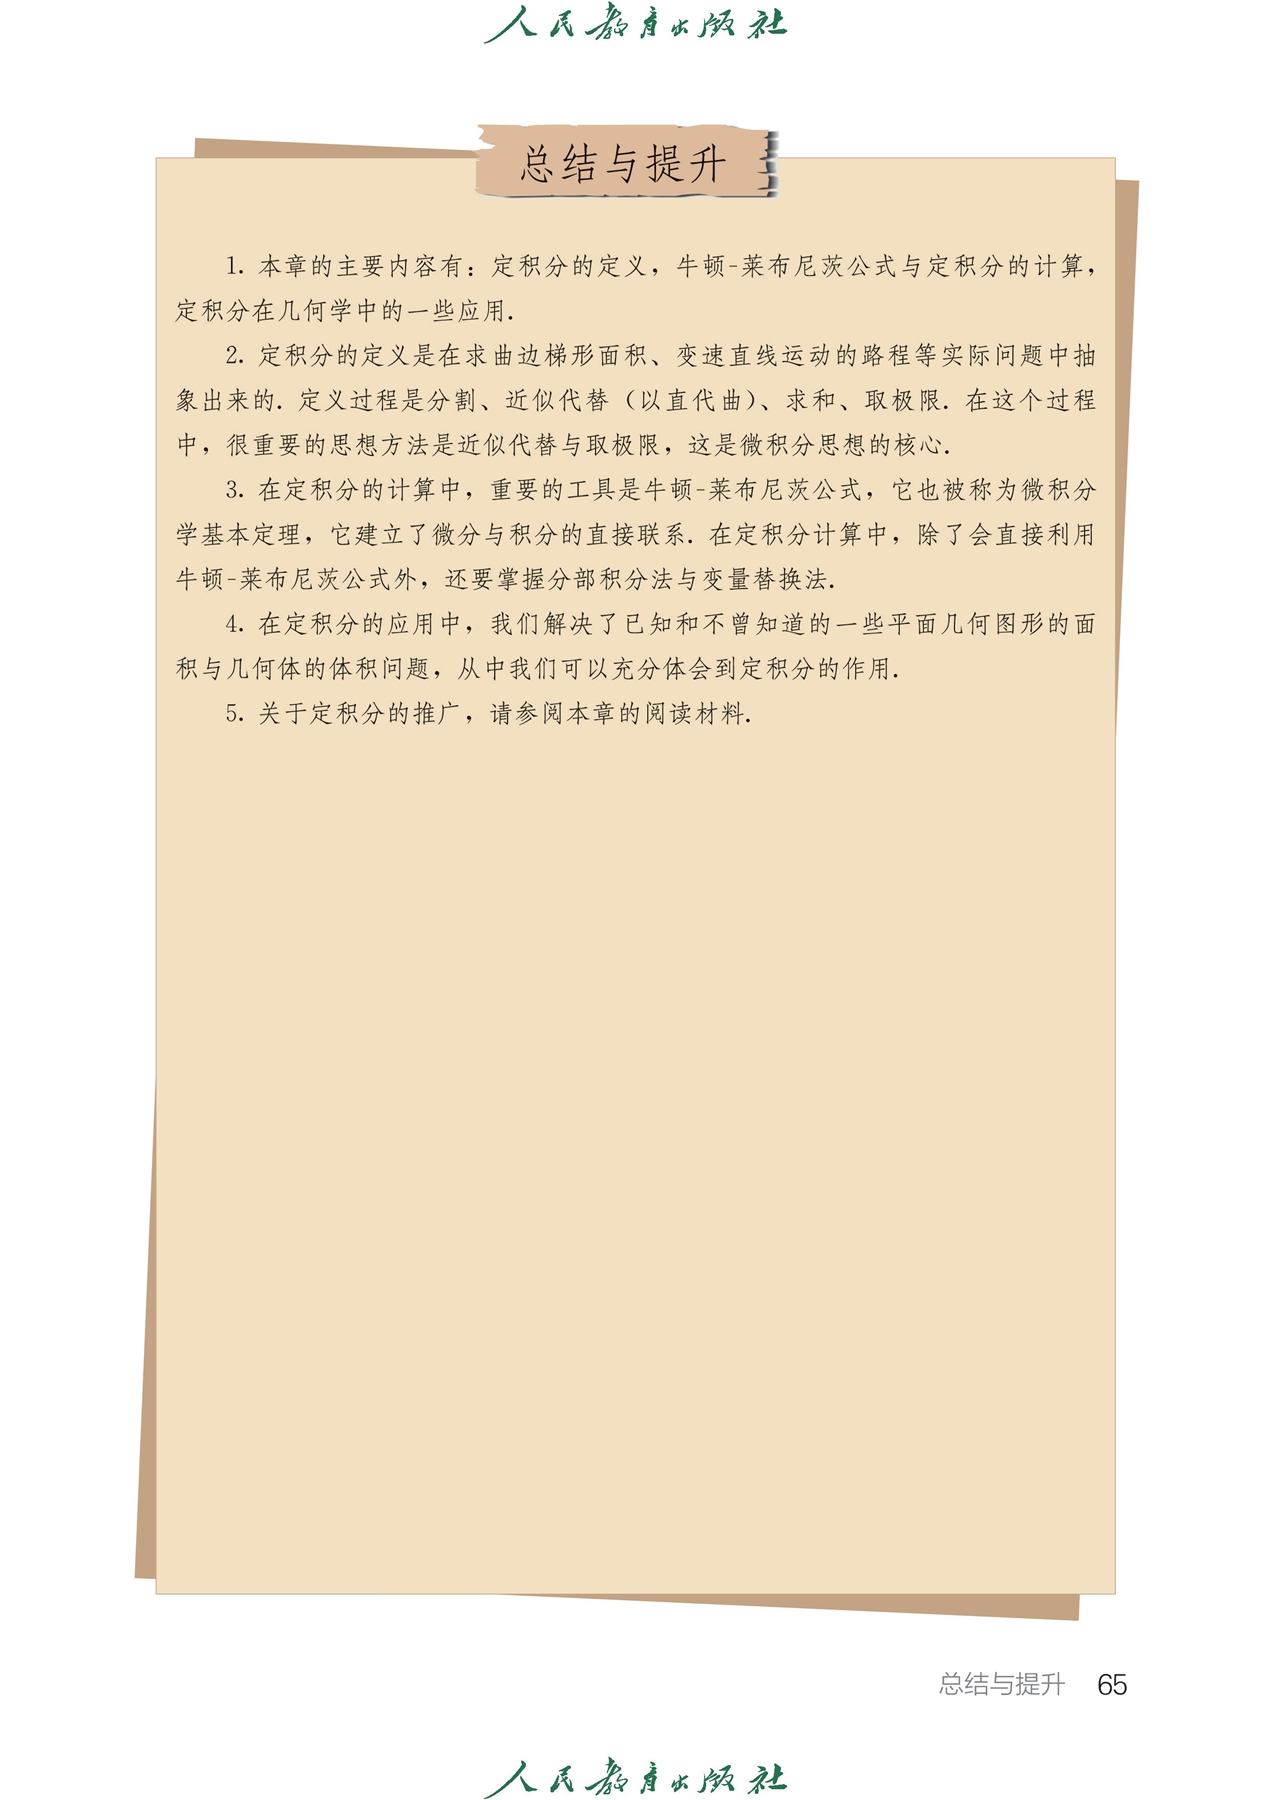 人民教育出版社
总结与提升
1. 本章的主要内容有：定积分的定义，牛顿-莱布尼茨公式与定积分的计算，
定积分在几何学中的一些应用.
2. 定积分的定义是在求曲边梯形面积、变速直线运动的路程等实际问题中抽
象出来的. 定义过程是分割、近似代替（以直代曲）、求和、取极限. 在这个过程
中，很重要的思想方法是近似代替与取极限，这是微积分思想的核心.
3. 在定积分的计算中，重要的工具是牛顿-莱布尼茨公式，它也被称为微积分
学基本定理，它建立了微分与积分的直接联系. 在定积分计算中，除了会直接利用
牛顿-莱布尼茨公式外，还要掌握分部积分法与变量替换法.
4. 在定积分的应用中，我们解决了已知和不曾知道的一些平面几何图形的面
积与几何体的体积问题，从中我们可以充分体会到定积分的作用.
5. 关于定积分的推广，请参阅本章的阅读材料.
总结与提升 65
人民教育出版社